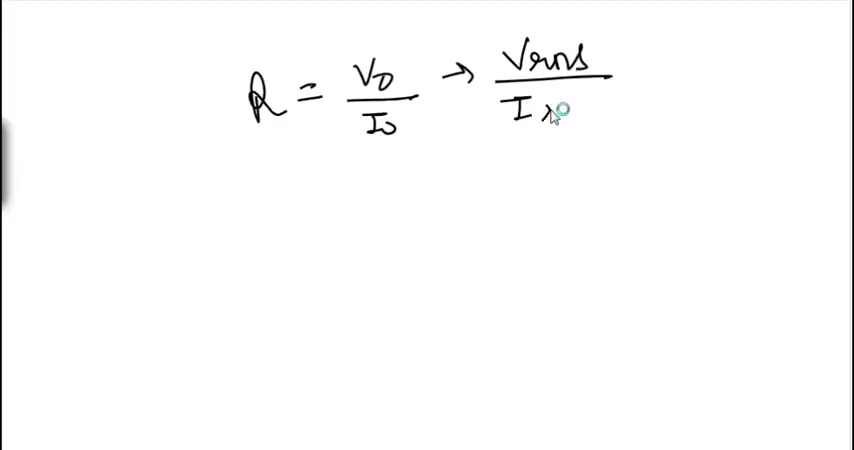 R = V₀/I₀ → Vrms/I